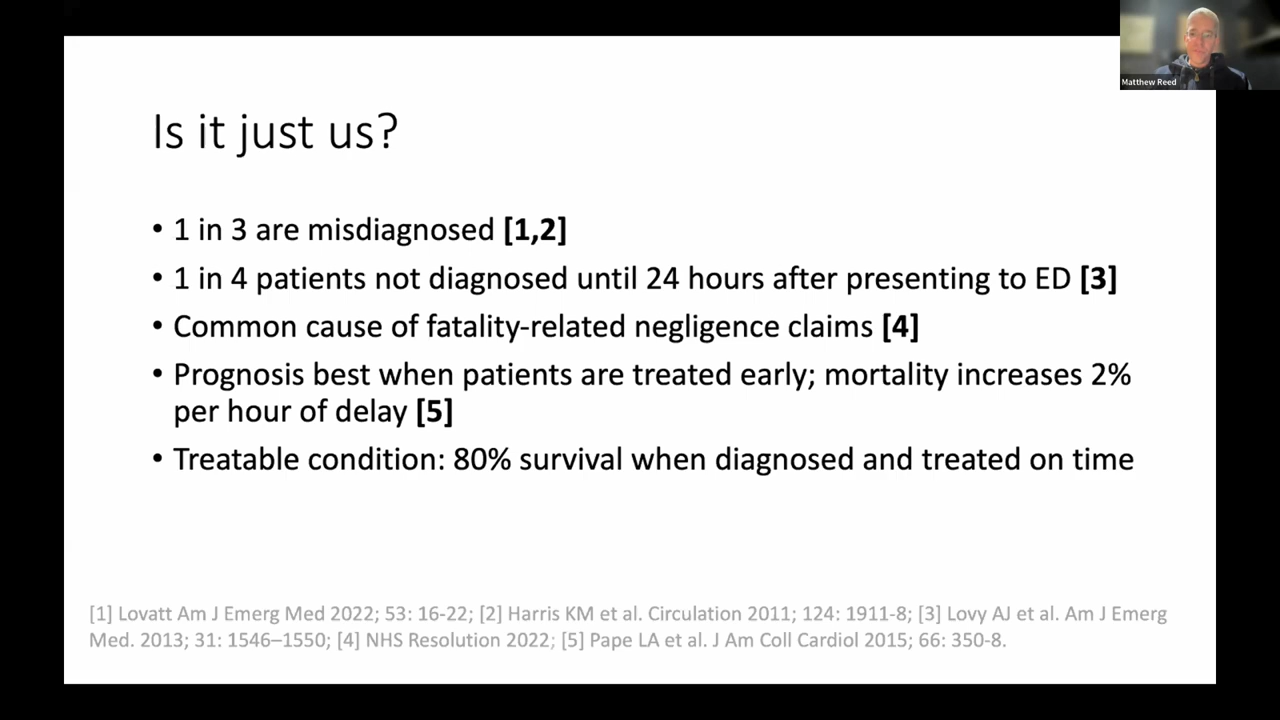 Matthew Reed
Is it just us?
• 1 in 3 are misdiagnosed [1,2]
• 1 in 4 patients not diagnosed until 24 hours after presenting to ED [3]
• Common cause of fatality-related negligence claims [4]
• Prognosis best when patients are treated early; mortality increases 2%
per hour of delay [5]
• Treatable condition: 80% survival when diagnosed and treated on time
[1] Lovatt Am J Emerg Med 2022; 53: 16-22; [2] Harris KM et al. Circulation 2011; 124: 1911-8; [3] Lovy AJ et al. Am J Emerg
Med. 2013; 31: 1546–1550; [4] NHS Resolution 2022; [5] Pape LA et al. J Am Coll Cardiol 2015; 66: 350-8.